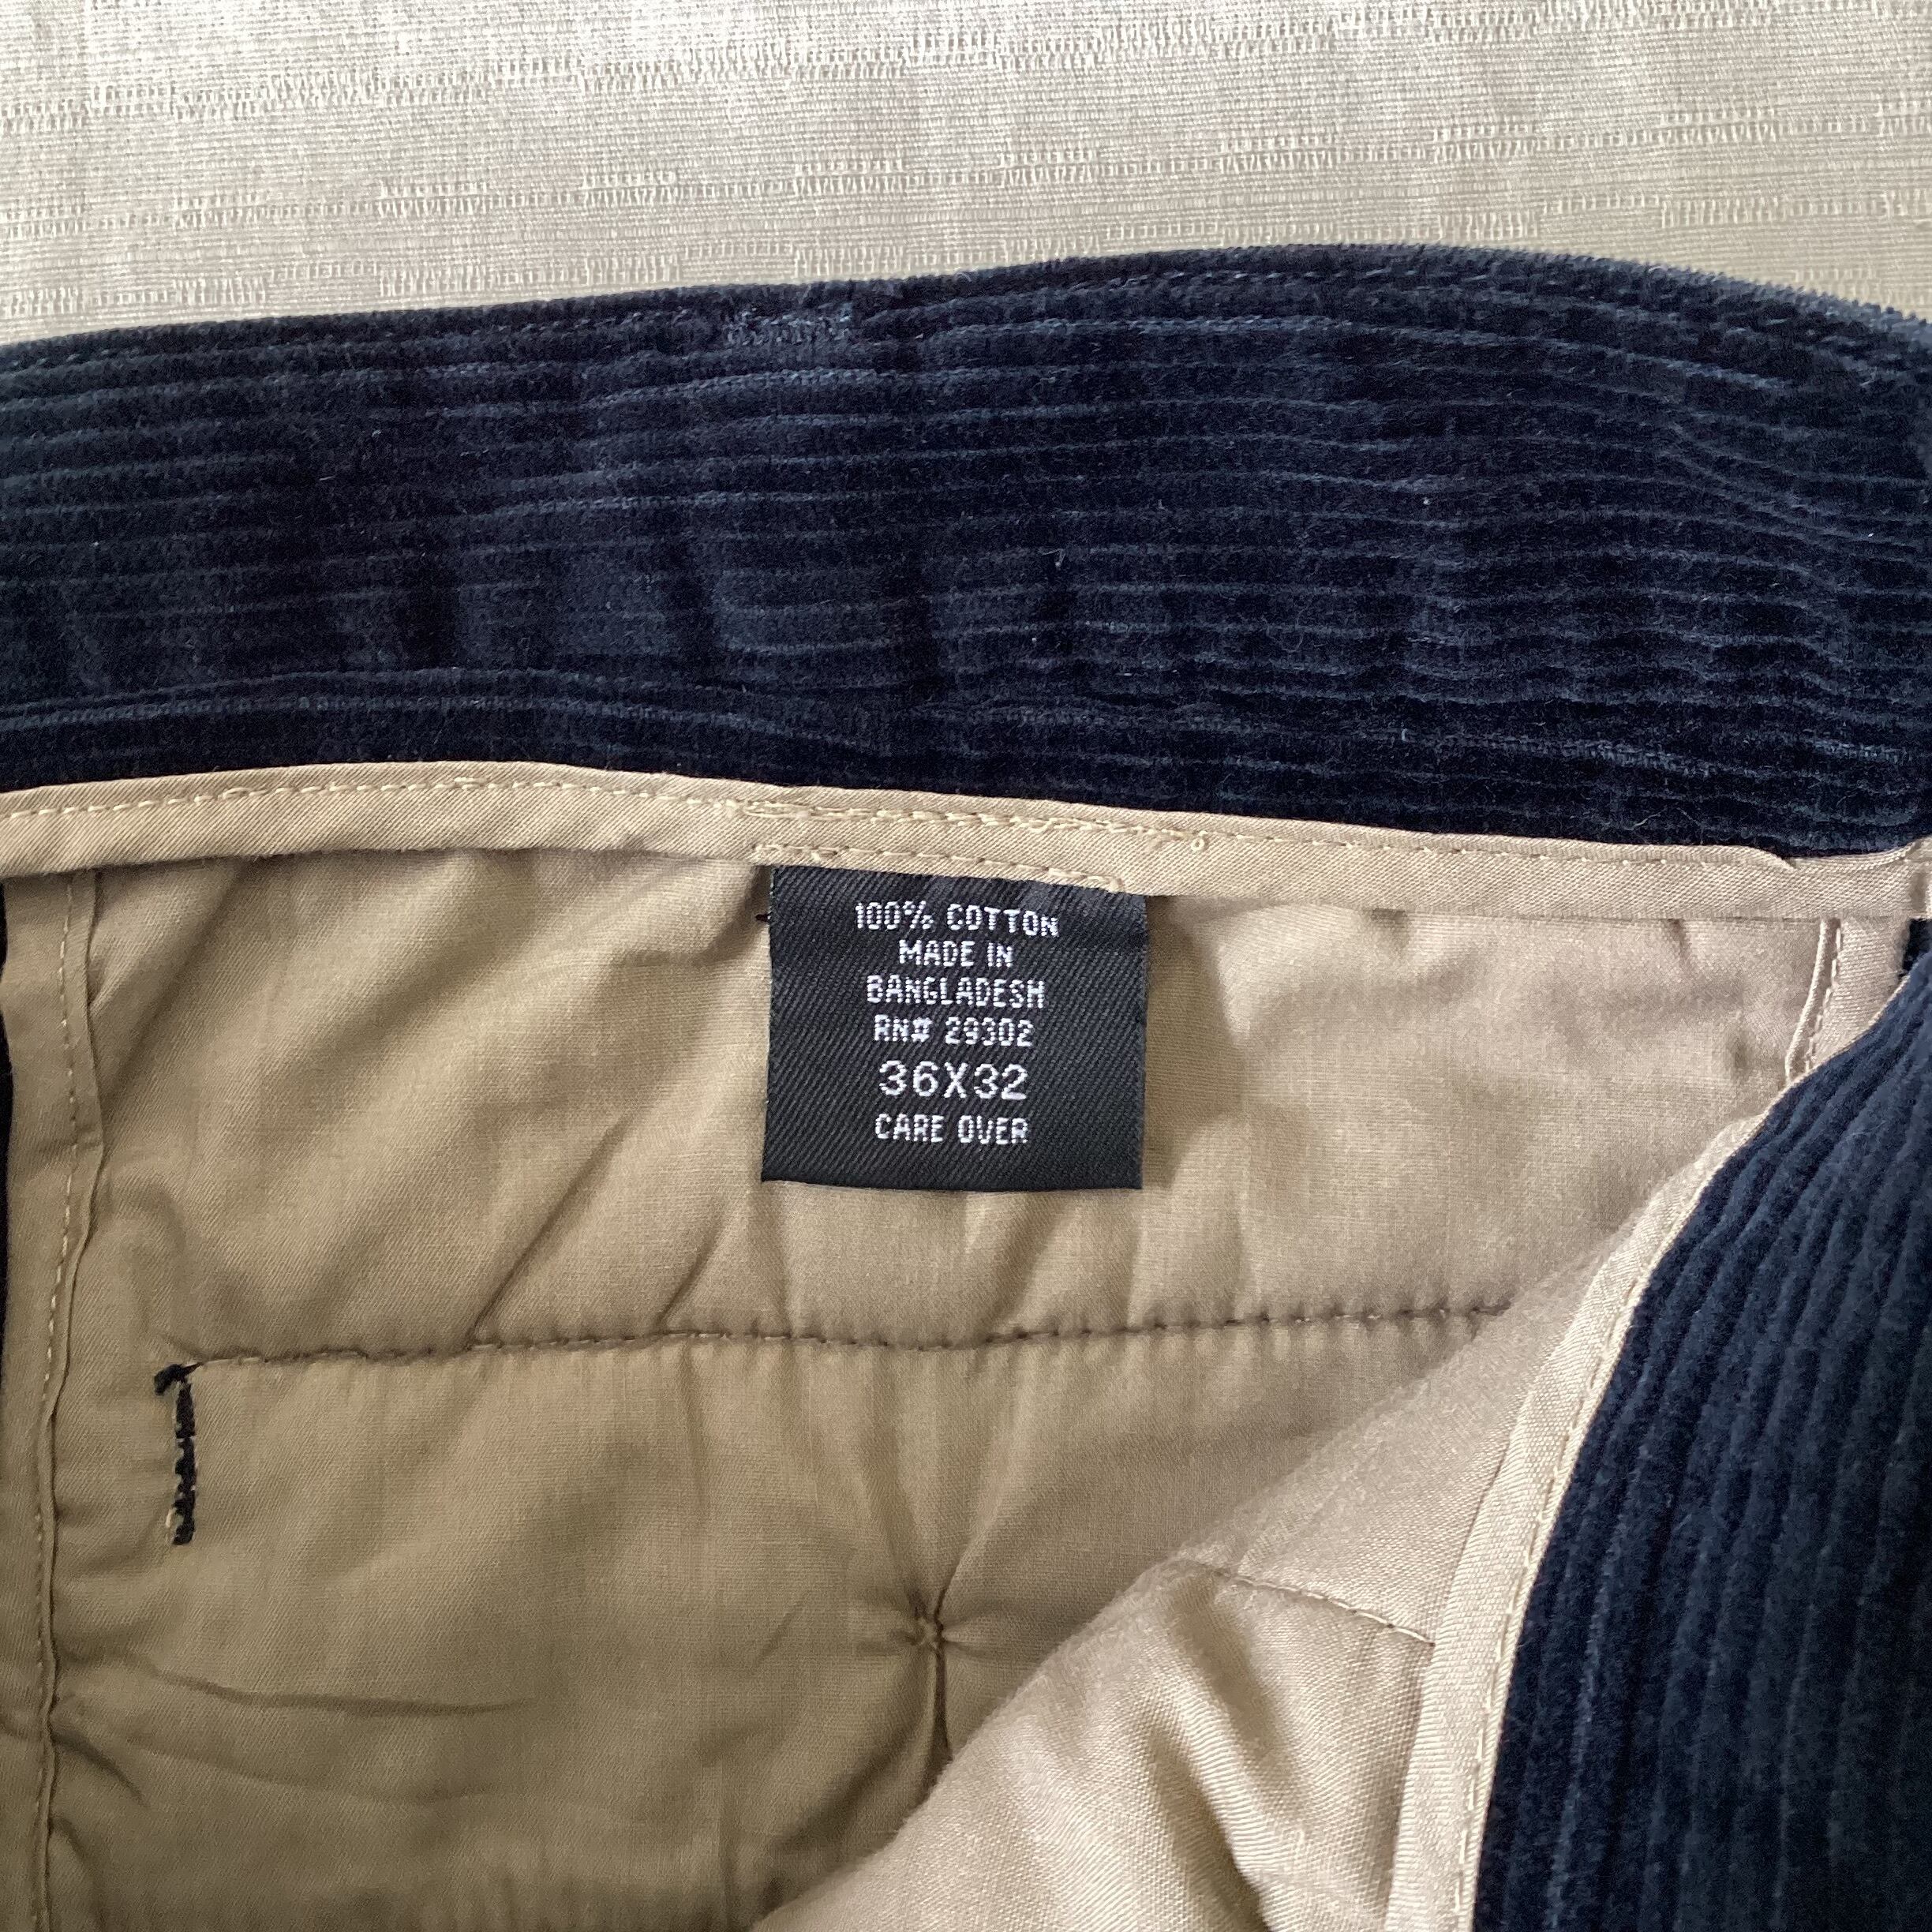 100% COTTON
MADE IN
BANGLADESH
RN# 29302
36X32
CARE OVER